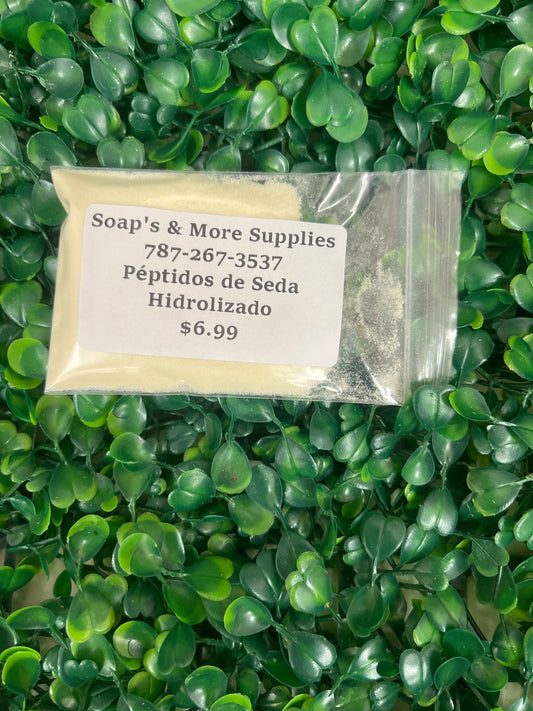 Soap's & More Supplies
787-267-3537
Péptidos de Seda
Hidrolizado
$6.99